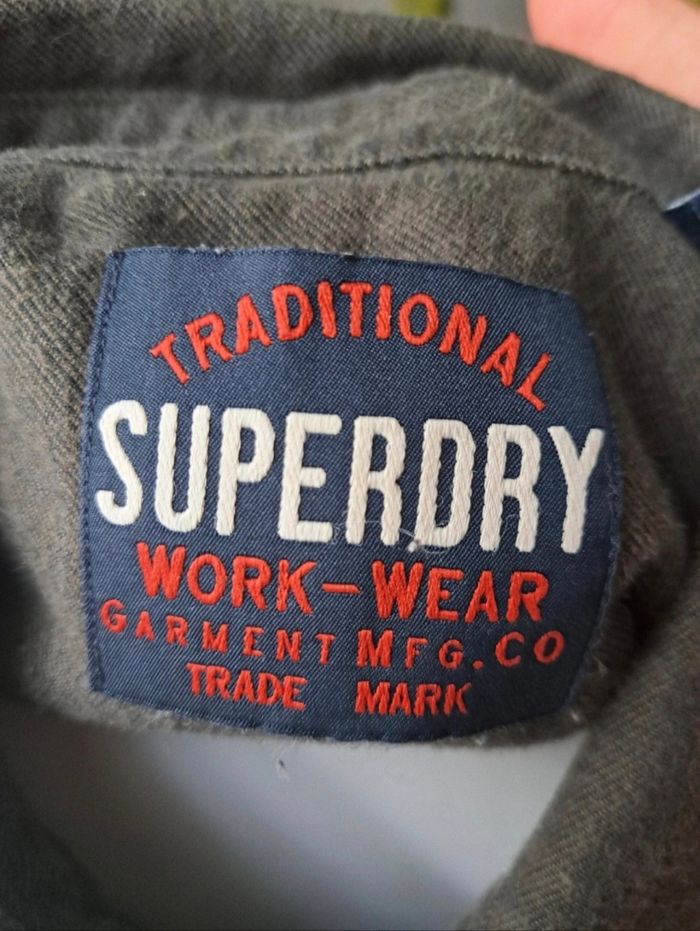 TRADITIONAL
SUPERDRY
WORK-WEAR
GARMENT MFG.CO
TRADE MARK